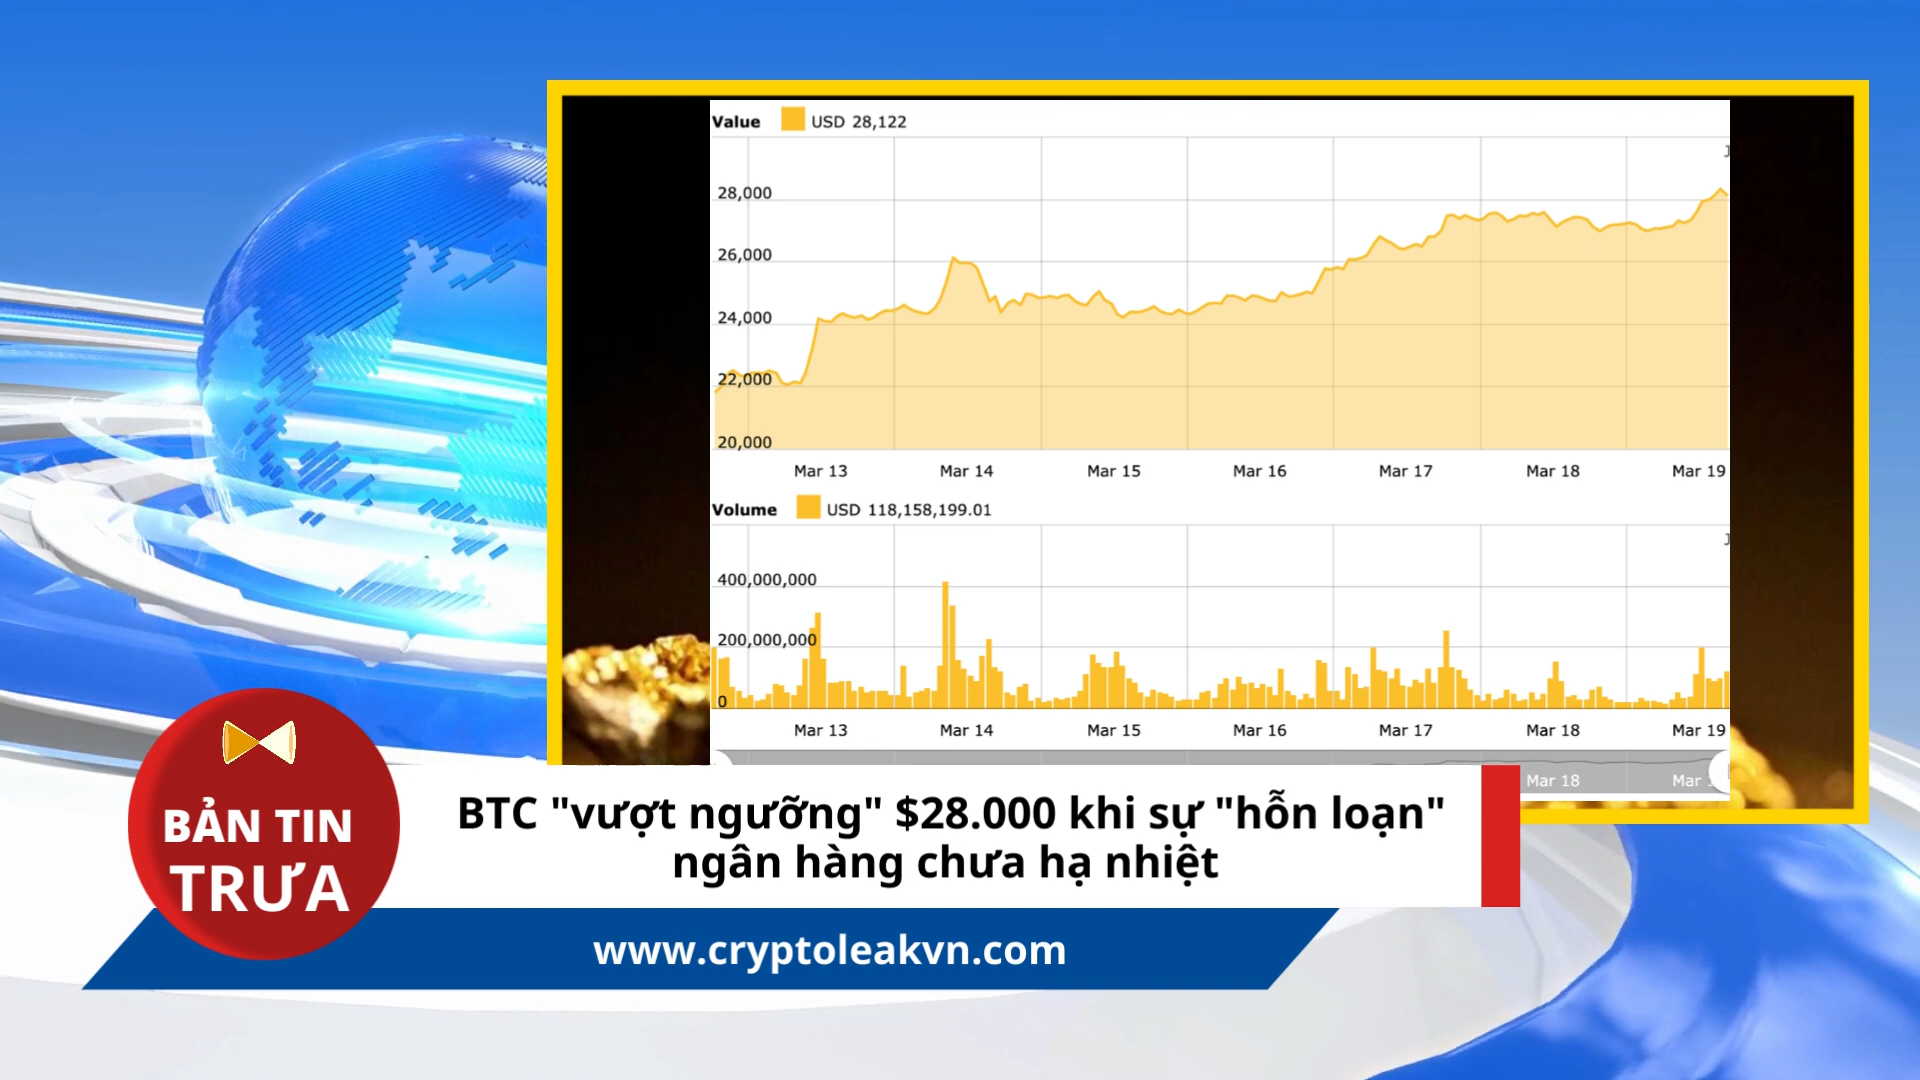 Value USD 28,122
28,000
26,000
24,000
22,000
20,000
Mar 13 Mar 14 Mar 15 Mar 16 Mar 17 Mar 18 Mar 19
Volume USD 118,158,199.01
400,000,000
200,000,000
0
Mar 13 Mar 14 Mar 15 Mar 16 Mar 17 Mar 18 Mar 19
Mar 18 Mar
BẢN TIN
TRƯA
BTC "vượt ngưỡng" $28.000 khi sự "hỗn loạn"
ngân hàng chưa hạ nhiệt
www.cryptoleakvn.com